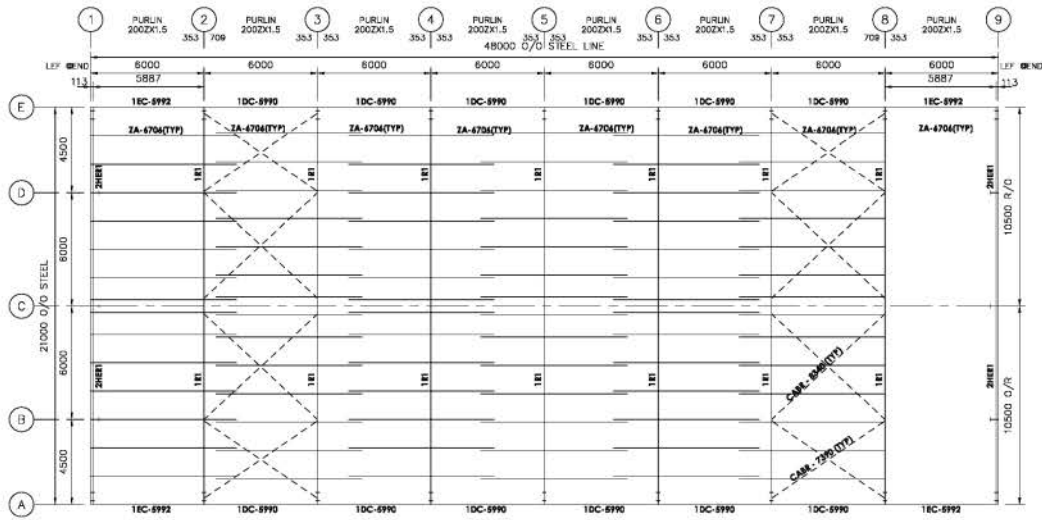 1 2 3 4 5 6 7 8 9
PURLIN PURLIN PURLIN PURLIN PURLIN PURLIN PURLIN PURLIN
200ZX1.5 200ZX1.5 200ZX1.5 200ZX1.5 200ZX1.5 200ZX1.5 200ZX1.5 200ZX1.5
353 709 353 353 353 353 353 353 353 353 353 353 709 353
48000 O/O STEEL LINE
6000 6000 6000 6000 6000 6000 6000 6000
5887 5887
113 113
E
1EC-5992 1DC-5990 1DC-5990 1DC-5990 1DC-5990 1DC-5990 1DC-5990 1EC-5992
ZA-6706(TYP) ZA-6706(TYP) ZA-6706(TYP) ZA-6706(TYP) ZA-6706(TYP) ZA-6706(TYP) ZA-6706(TYP) ZA-6706(TYP)
4500
2HER1 1R1 1R1 1R1 1R1 1R1 1R1 1R1 2HER1
D
10500 R/O
6000
C
21000 O/O STEEL
6000
2HER1 1R1 1R1 1R1 1R1 1R1 1R1 1R1 2HER1
CABR - 8340 (TYP)
10500 O/R
B
CABR - 7390 (TYP)
4500
A
1EC-5992 1DC-5990 1DC-5990 1DC-5990 1DC-5990 1DC-5990 1DC-5990 1EC-5992